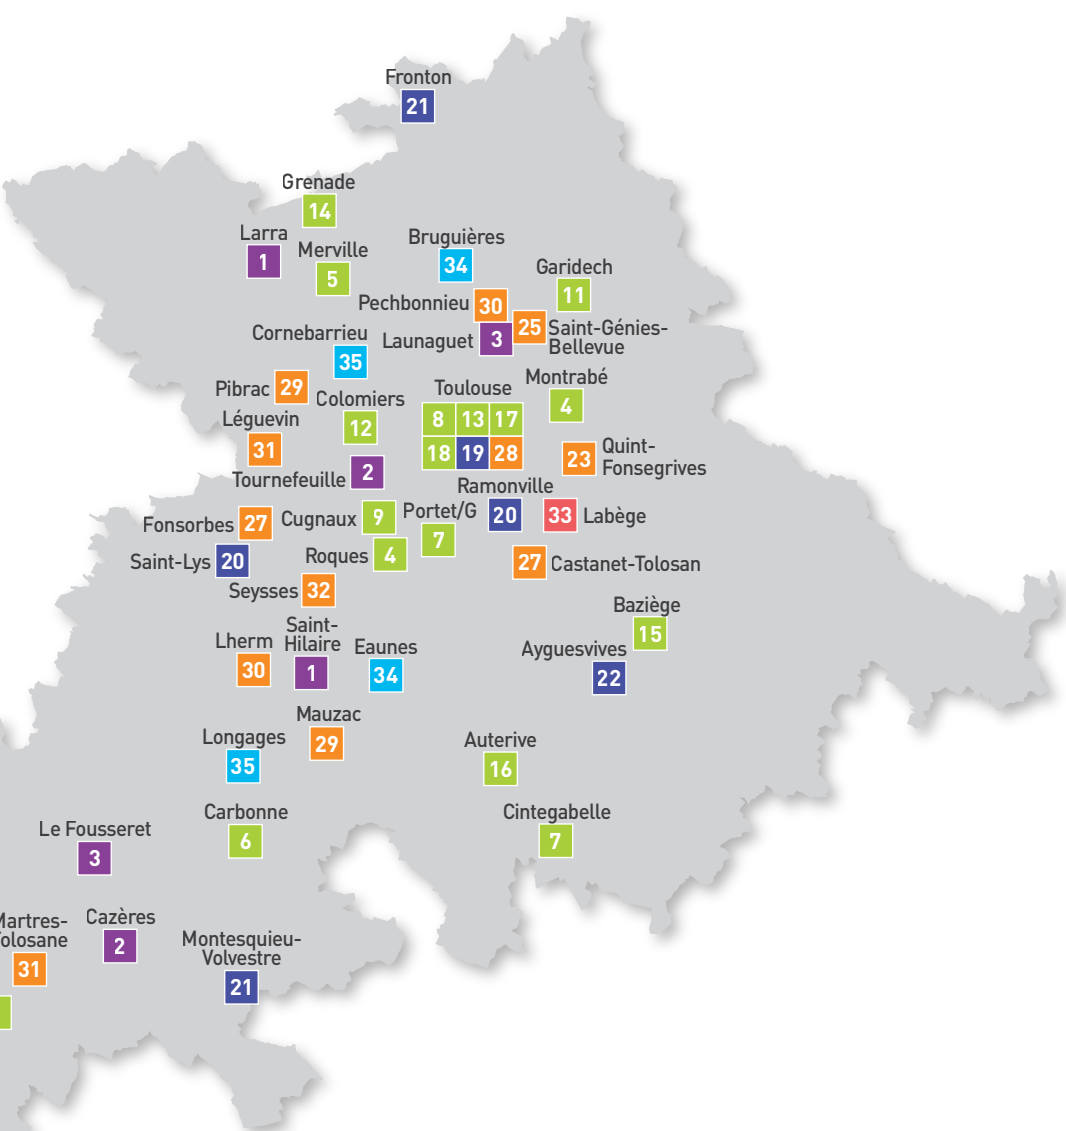 Fronton
21
Grenade
14
Larra
1
Merville
5
Bruguières
34
Garidech
11
Pechbonnieu 30
25 Saint-Génies-
Bellevue
Launaguet 3
Cornebarrieu
35
Pibrac 29
Colomiers
12
Toulouse
8 13 17
18 19 28
Montrabé
4
Léguevin
31
Tournefeuille 2
23 Quint-
Fonsegrives
Ramonville
20
33 Labège
Fonsorbes 27
Cugnaux 9
Portet/G
7
Saint-Lys 20
Roques 4
27 Castanet-Tolosan
Seysses 32
Baziège
15
Lherm
30
Saint-
Hilaire
1
Eaunes
34
Ayguesvives
22
Mauzac
29
Longages
35
Auterive
16
Carbonne
6
Cintegabelle
7
Le Fousseret
3
Martres-
Tolosane
31
Cazères
2
Montesquieu-
Volvestre
21